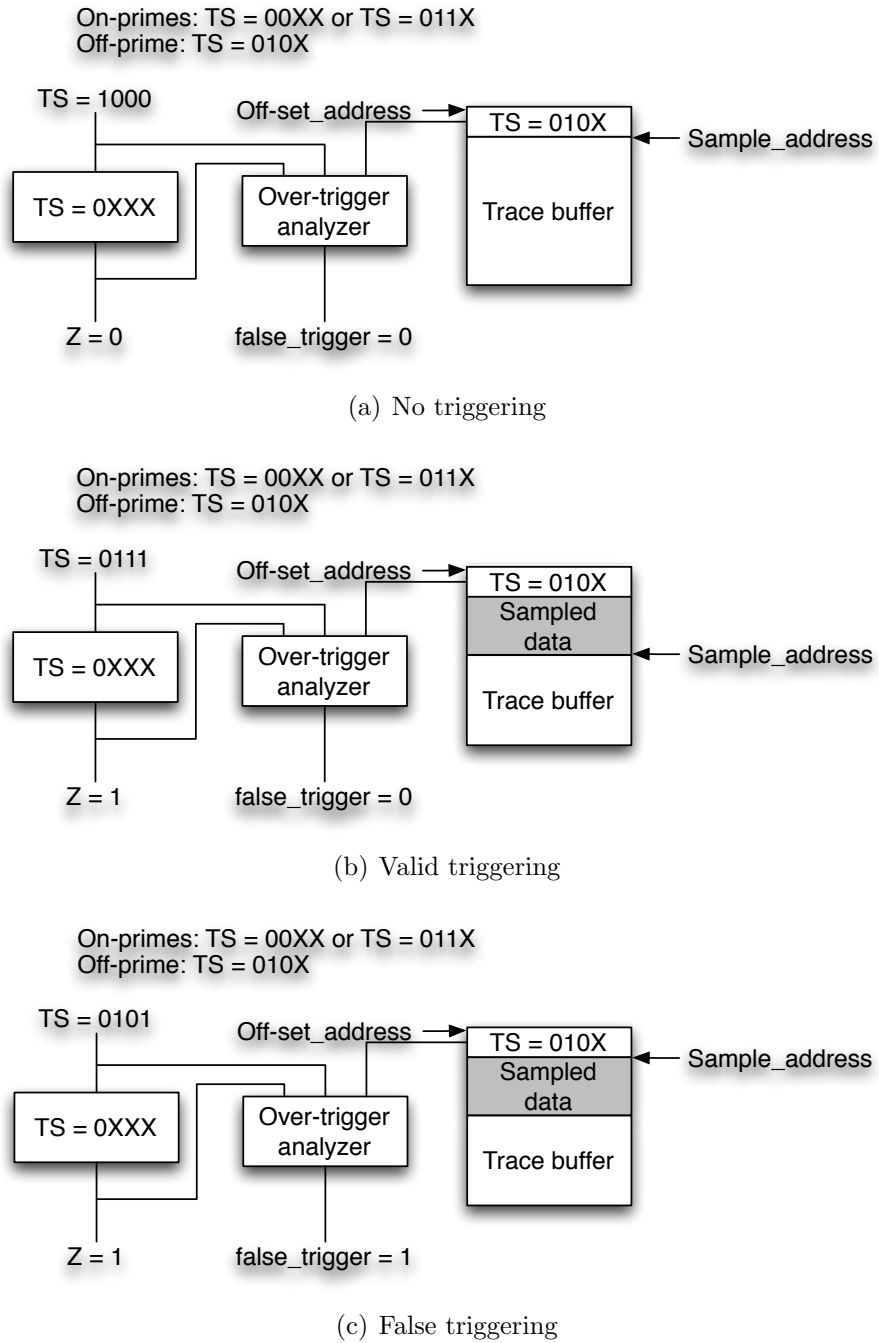 On-primes: TS = 00XX or TS = 011X
Off-prime: TS = 010X
TS = 1000
Off-set_address
TS = 010X
Sample_address
TS = 0XXX
Over-trigger
analyzer
Trace buffer
Z = 0
false_trigger = 0
(a) No triggering
On-primes: TS = 00XX or TS = 011X
Off-prime: TS = 010X
TS = 0111
Off-set_address
TS = 010X
Sampled
data
Sample_address
TS = 0XXX
Over-trigger
analyzer
Trace buffer
Z = 1
false_trigger = 0
(b) Valid triggering
On-primes: TS = 00XX or TS = 011X
Off-prime: TS = 010X
TS = 0101
Off-set_address
TS = 010X
Sample_address
Sampled
data
TS = 0XXX
Over-trigger
analyzer
Trace buffer
Z = 1
false_trigger = 1
(c) False triggering